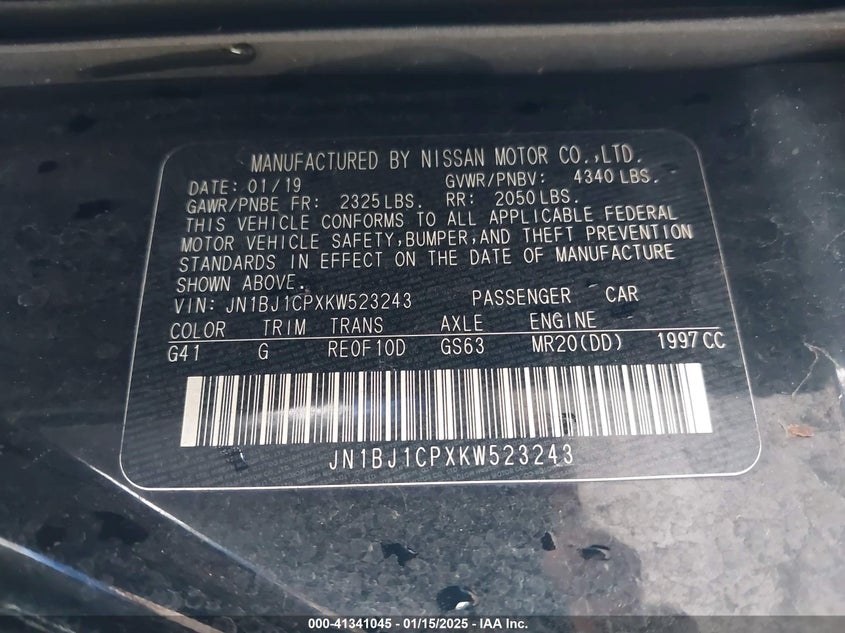 MANUFACTURED BY NISSAN MOTOR CO.,LTD.
DATE: 01/19 GVWR/PNBV: 4340 LBS.
GAWR/PNBE FR: 2325 LBS. RR: 2050 LBS.
THIS VEHICLE CONFORMS TO ALL APPLICABLE FEDERAL
MOTOR VEHICLE SAFETY,BUMPER,AND THEFT PREVENTION
STANDARDS IN EFFECT ON THE DATE OF MANUFACTURE
SHOWN ABOVE.
VIN: JN1BJ1CPXKW523243 PASSENGER CAR
COLOR TRIM TRANS AXLE ENGINE
G41 G RE0F10D GS63 MR20(DD) 1997 CC
JN1BJ1CPXKW523243
000-41341045 - 01/15/2025 - IAA Inc.